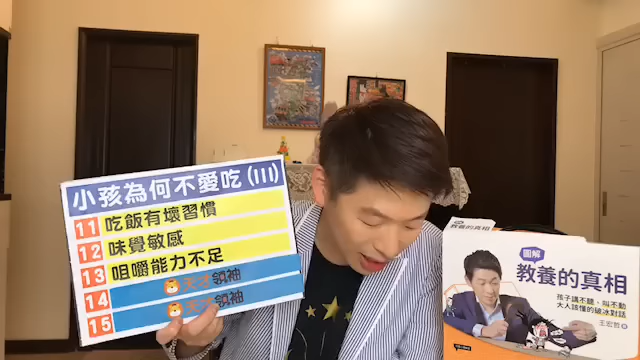 小孩為何不愛吃(III)
11 吃飯有壞習慣
12 味覺敏感
13 咀嚼能力不足
14 天才領袖
15 天才領袖
教養的真相
圖解
教養的真相
孩子講不聽、叫不動
大人該懂的破冰對話
王宏哲